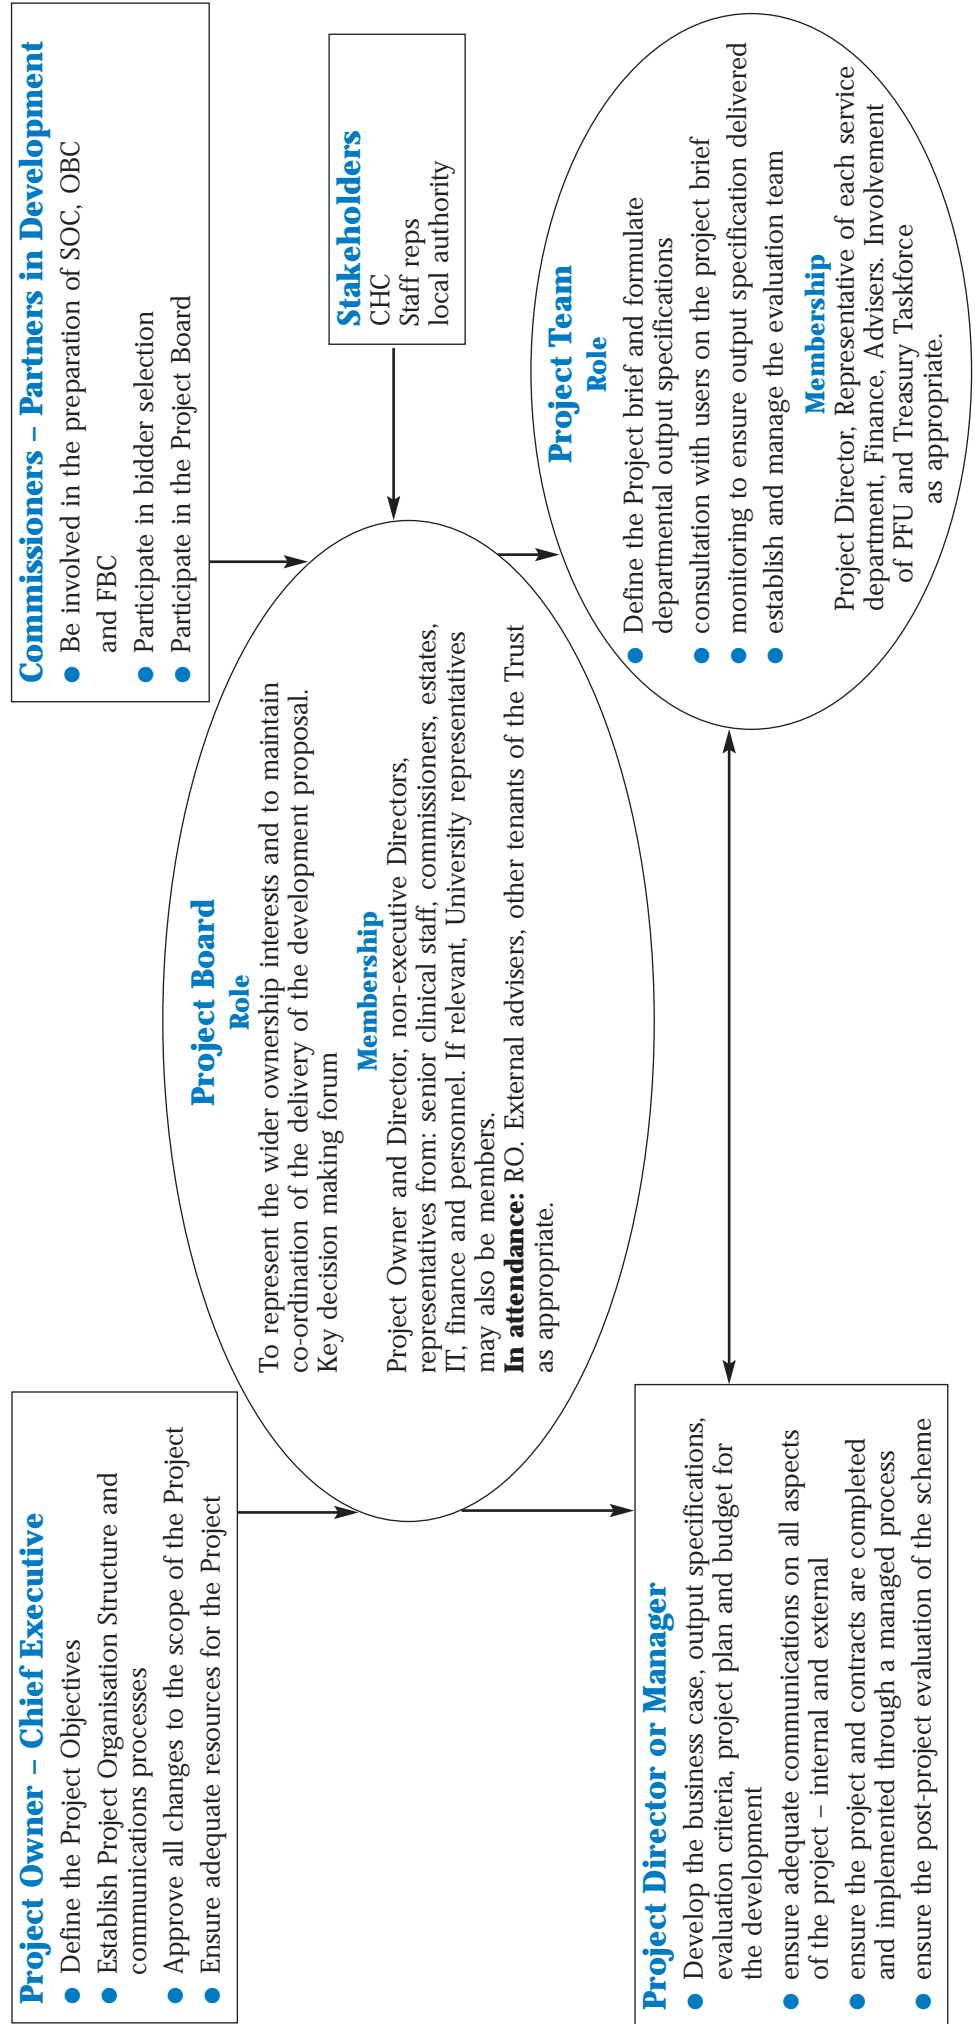 Project Owner – Chief Executive
● Define the Project Objectives
● Establish Project Organisation Structure and
communications processes
● Approve all changes to the scope of the Project
● Ensure adequate resources for the Project
Commissioners – Partners in Development
● Be involved in the preparation of SOC, OBC
and FBC
● Participate in bidder selection
● Participate in the Project Board
Project Board
Role
To represent the wider ownership interests and to maintain
co-ordination of the delivery of the development proposal.
Key decision making forum
Membership
Project Owner and Director, non-executive Directors,
representatives from: senior clinical staff, commissioners, estates,
IT, finance and personnel. If relevant, University representatives
may also be members.
In attendance: RO. External advisers, other tenants of the Trust
as appropriate.
Stakeholders
CHC
Staff reps
local authority
Project Director or Manager
● Develop the business case, output specifications,
evaluation criteria, project plan and budget for
the development
● ensure adequate communications on all aspects
of the project – internal and external
● ensure the project and contracts are completed
and implemented through a managed process
● ensure the post-project evaluation of the scheme
Project Team
Role
● Define the Project brief and formulate
departmental output specifications
● consultation with users on the project brief
● monitoring to ensure output specification delivered
● establish and manage the evaluation team
Membership
Project Director, Representative of each service
department, Finance, Advisers. Involvement
of PFU and Treasury Taskforce
as appropriate.